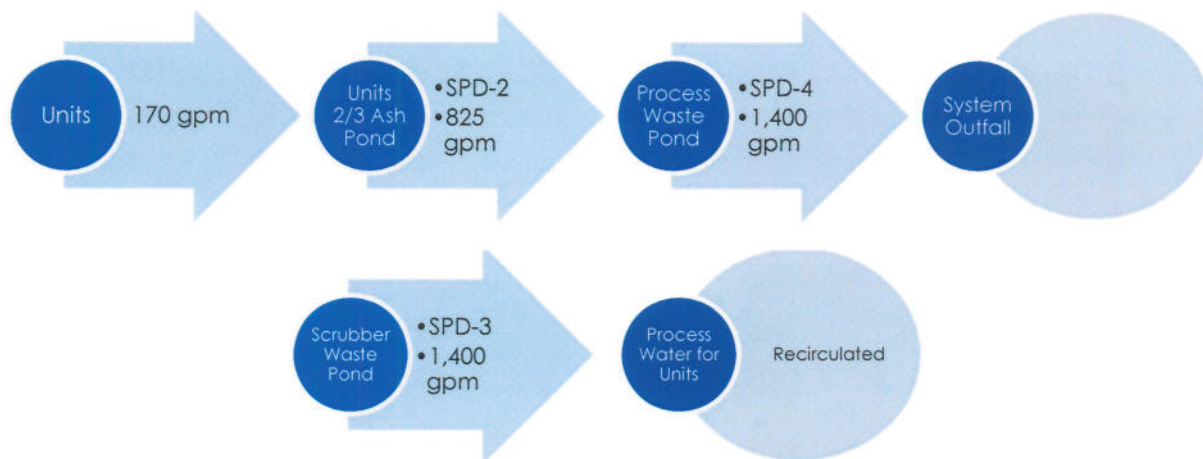 Units
170 gpm
Units
2/3 Ash
Pond
•SPD-2
•825
gpm
Process
Waste
Pond
•SPD-4
•1,400
gpm
System
Outfall
Scrubber
Waste
Pond
•SPD-3
•1,400
gpm
Process
Water for
Units
Recirculated